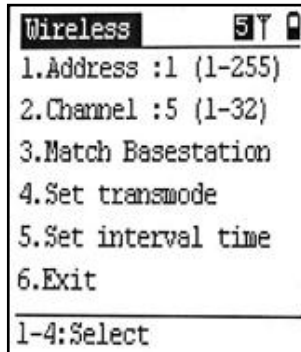 Wireless 5
1.Address :1 (1-255)
2.Channel :5 (1-32)
3.Match Basestation
4.Set transmode
5.Set interval time
6.Exit
1-4:Select